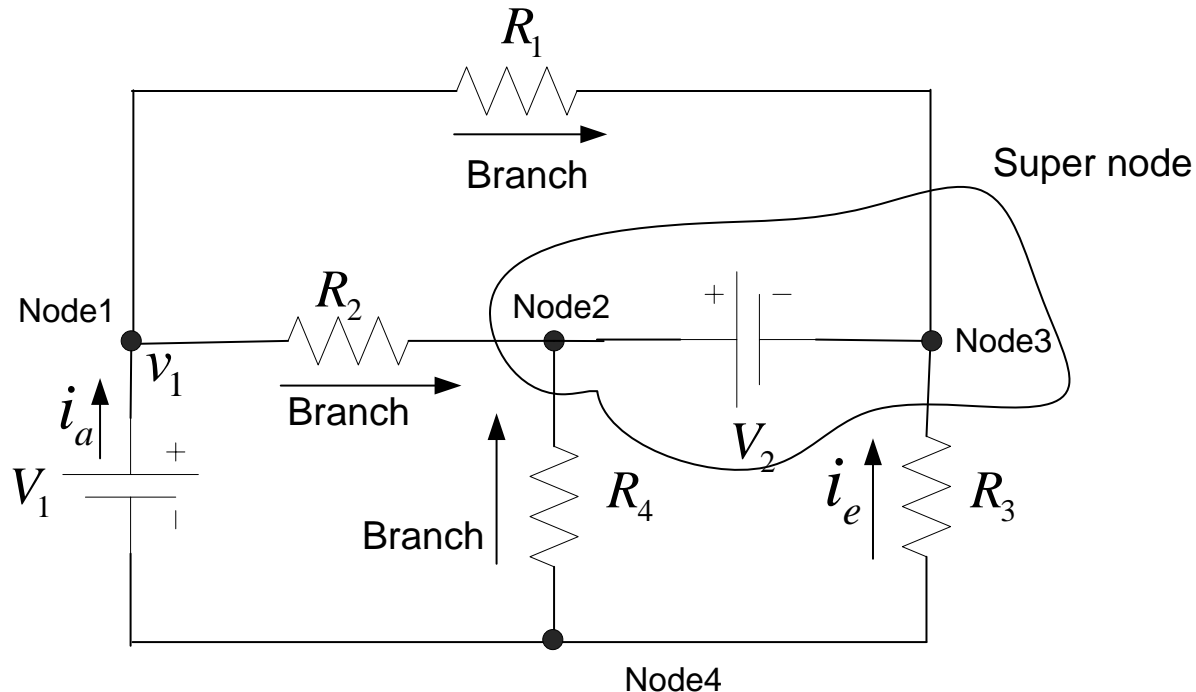 R1
Branch
Super node
Node1
R2
Node2
+ −
Node3
v1
Branch
ia
+
V1
−
V2
Branch
R4
ie
R3
Node4